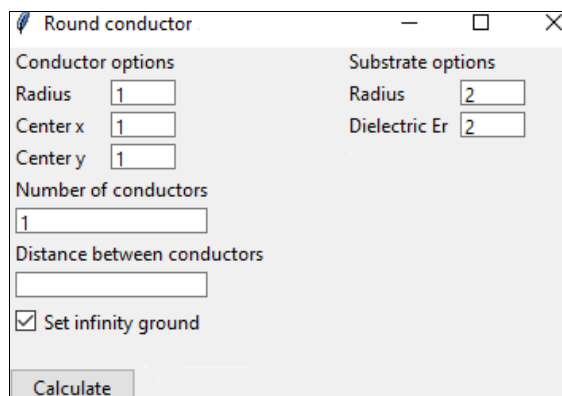 Round conductor
Conductor options
Radius 1
Center x 1
Center y 1
Number of conductors
1
Distance between conductors
Set infinity ground
Calculate
Substrate options
Radius 2
Dielectric Er 2